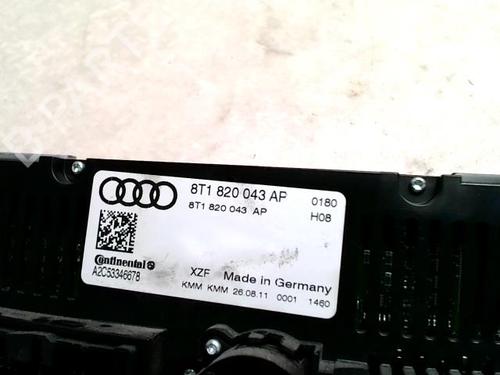 8T1 820 043 AP 0180
8T1 820 043 AP H08
Continental
A2C53346678
XZF Made in Germany
KMM KMM 26.08.11 0001 1460